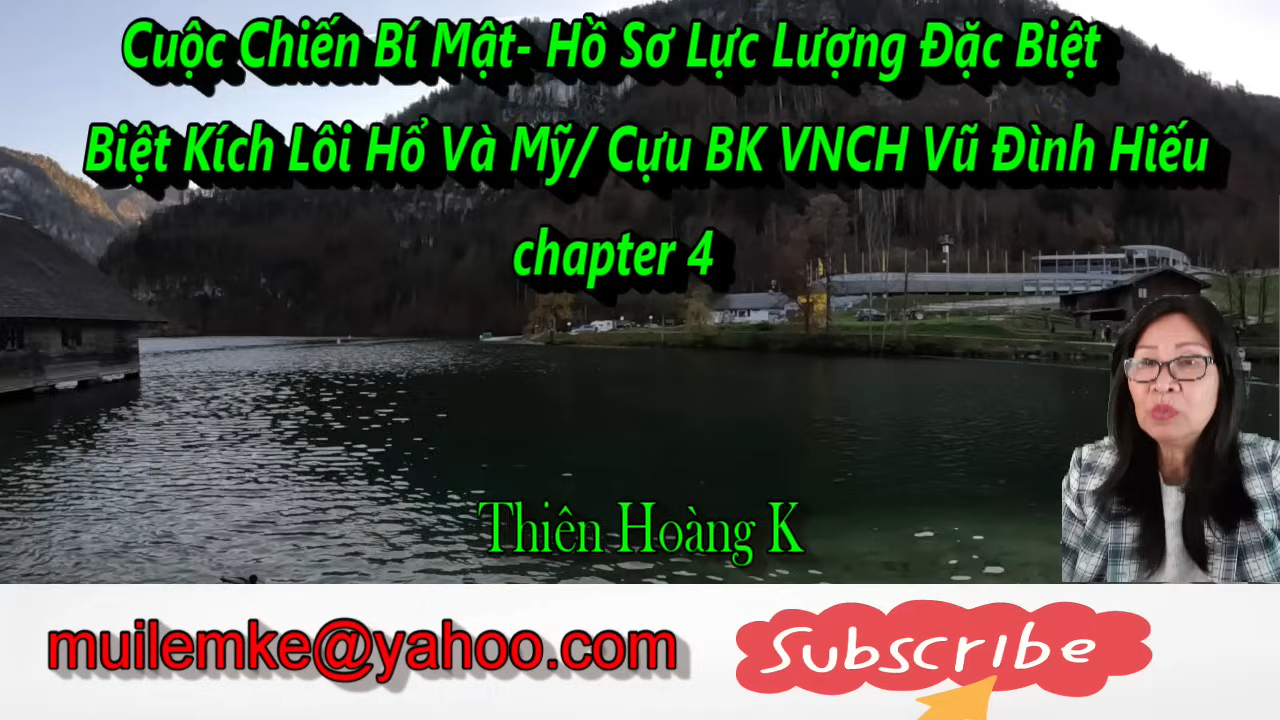 Cuộc Chiến Bí Mật- Hồ Sơ Lực Lượng Đặc Biệt
Biệt Kích Lôi Hổ Và Mỹ/ Cựu BK VNCH Vũ Đình Hiếu
chapter 4
Thiên Hoàng K
muilemke@yahoo.com
Subscribe